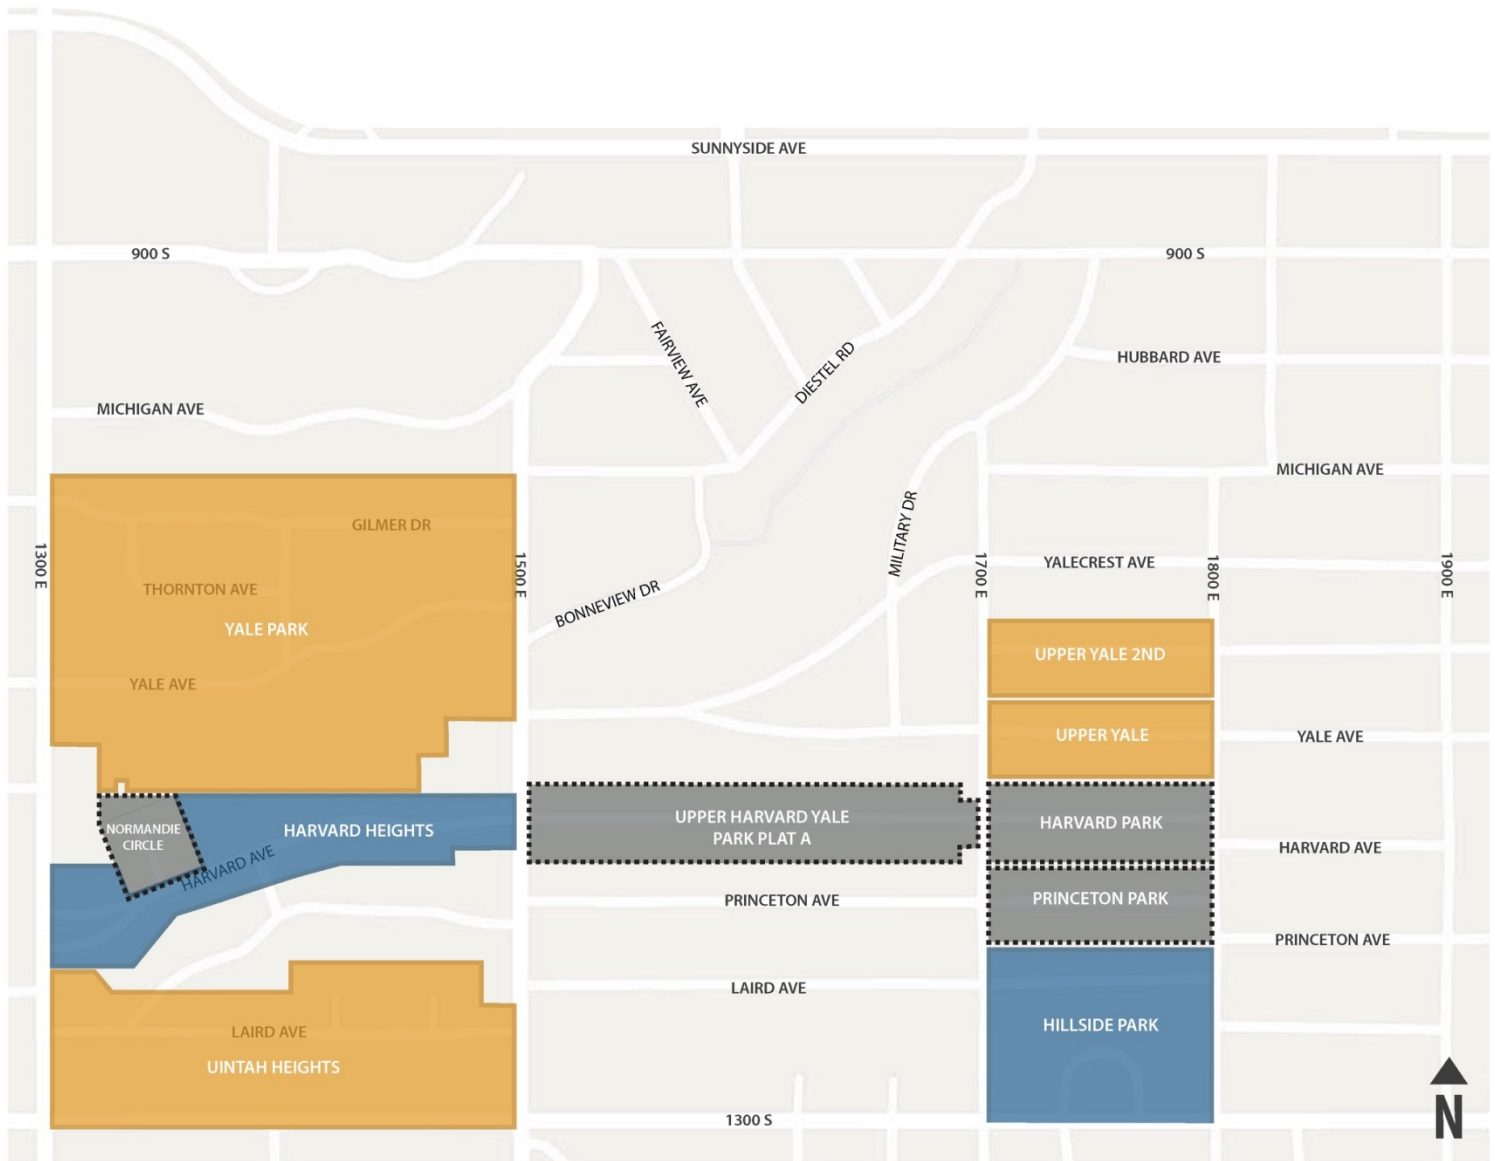 SUNNYSIDE AVE
900 S
900 S
FAIRVIEW AVE
DIESTEL RD
HUBBARD AVE
MICHIGAN AVE
MICHIGAN AVE
MILITARY DR
GILMER DR
1300 E
1500 E
1700 E
1800 E
1900 E
YALECREST AVE
THORNTON AVE
BONNEVIEW DR
YALE PARK
UPPER YALE 2ND
YALE AVE
UPPER YALE
YALE AVE
NORMANDIE
CIRCLE
HARVARD HEIGHTS
UPPER HARVARD YALE
PARK PLAT A
HARVARD PARK
HARVARD AVE
HARVARD AVE
PRINCETON AVE
PRINCETON PARK
PRINCETON AVE
LAIRD AVE
HILLSIDE PARK
LAIRD AVE
UINTAH HEIGHTS
1300 S
N